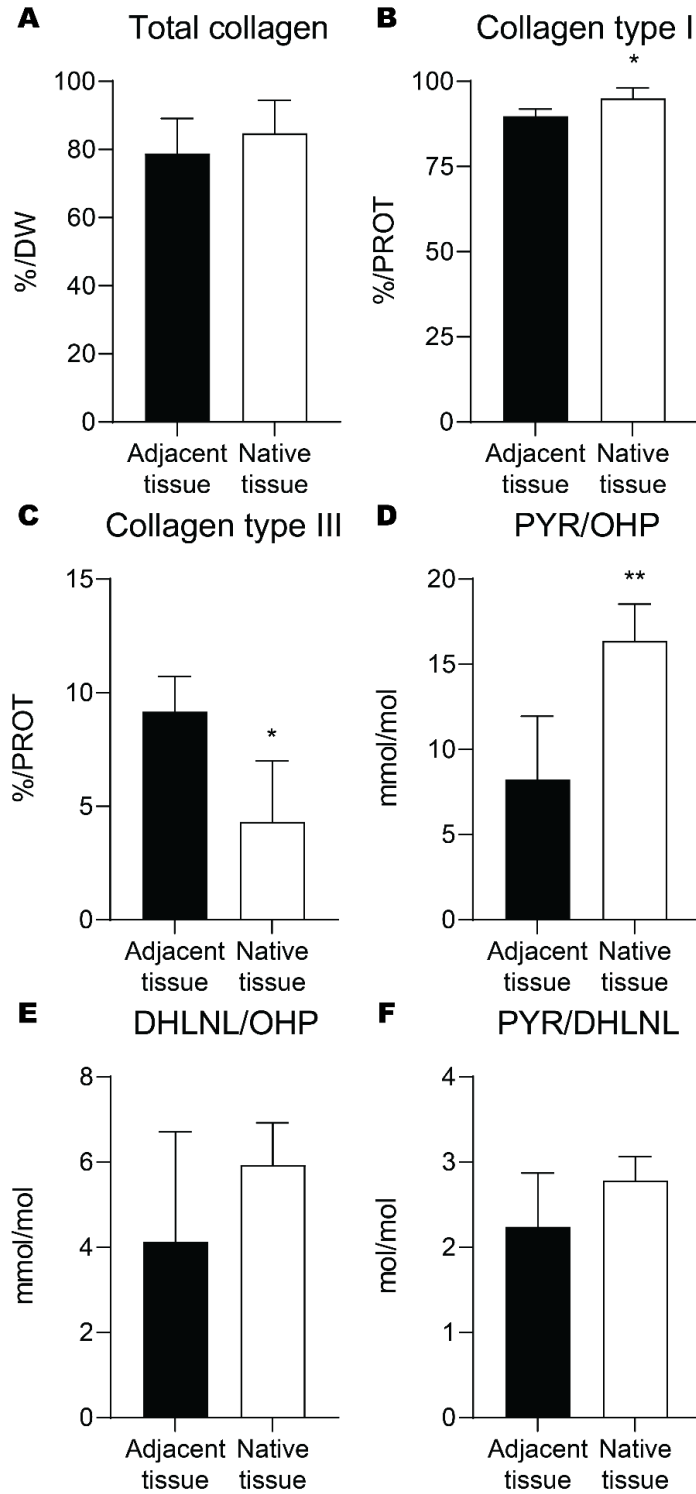 A Total collagen
100
80
60
40
20
0
%/DW
Adjacent tissue
Native tissue
B Collagen type I
*
100
75
50
25
0
%/PROT
Adjacent tissue
Native tissue
C Collagen type III
15
10
5
0
%/PROT
*
Adjacent tissue
Native tissue
D PYR/OHP
**
20
15
10
5
0
mmol/mol
Adjacent tissue
Native tissue
E DHLNL/OHP
8
6
4
2
0
mmol/mol
Adjacent tissue
Native tissue
F PYR/DHLNL
4
3
2
1
0
mol/mol
Adjacent tissue
Native tissue